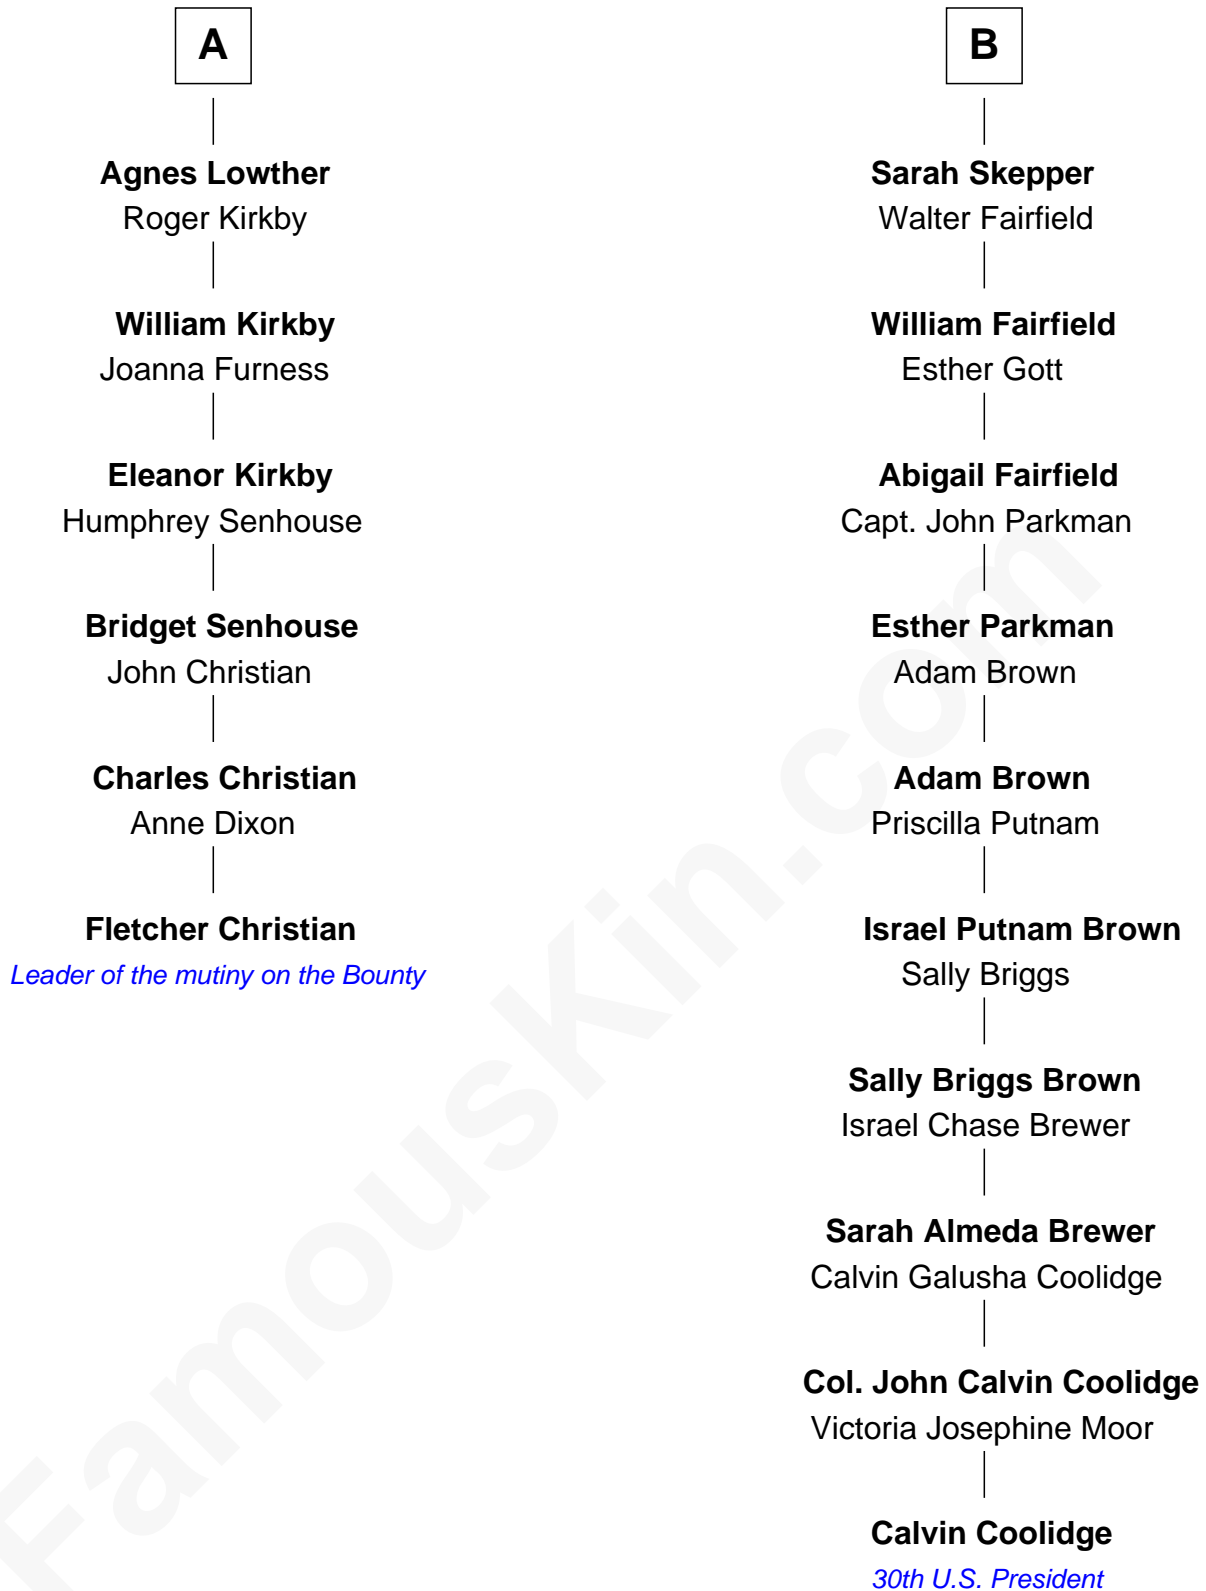 A
Agnes Lowther
Roger Kirkby
William Kirkby
Joanna Furness
Eleanor Kirkby
Humphrey Senhouse
Bridget Senhouse
John Christian
Charles Christian
Anne Dixon
Fletcher Christian
Leader of the mutiny on the Bounty
B
Sarah Skepper
Walter Fairfield
William Fairfield
Esther Gott
Abigail Fairfield
Capt. John Parkman
Esther Parkman
Adam Brown
Adam Brown
Priscilla Putnam
Israel Putnam Brown
Sally Briggs
Sally Briggs Brown
Israel Chase Brewer
Sarah Almeda Brewer
Calvin Galusha Coolidge
Col. John Calvin Coolidge
Victoria Josephine Moor
Calvin Coolidge
30th U.S. President
FamousKin.com